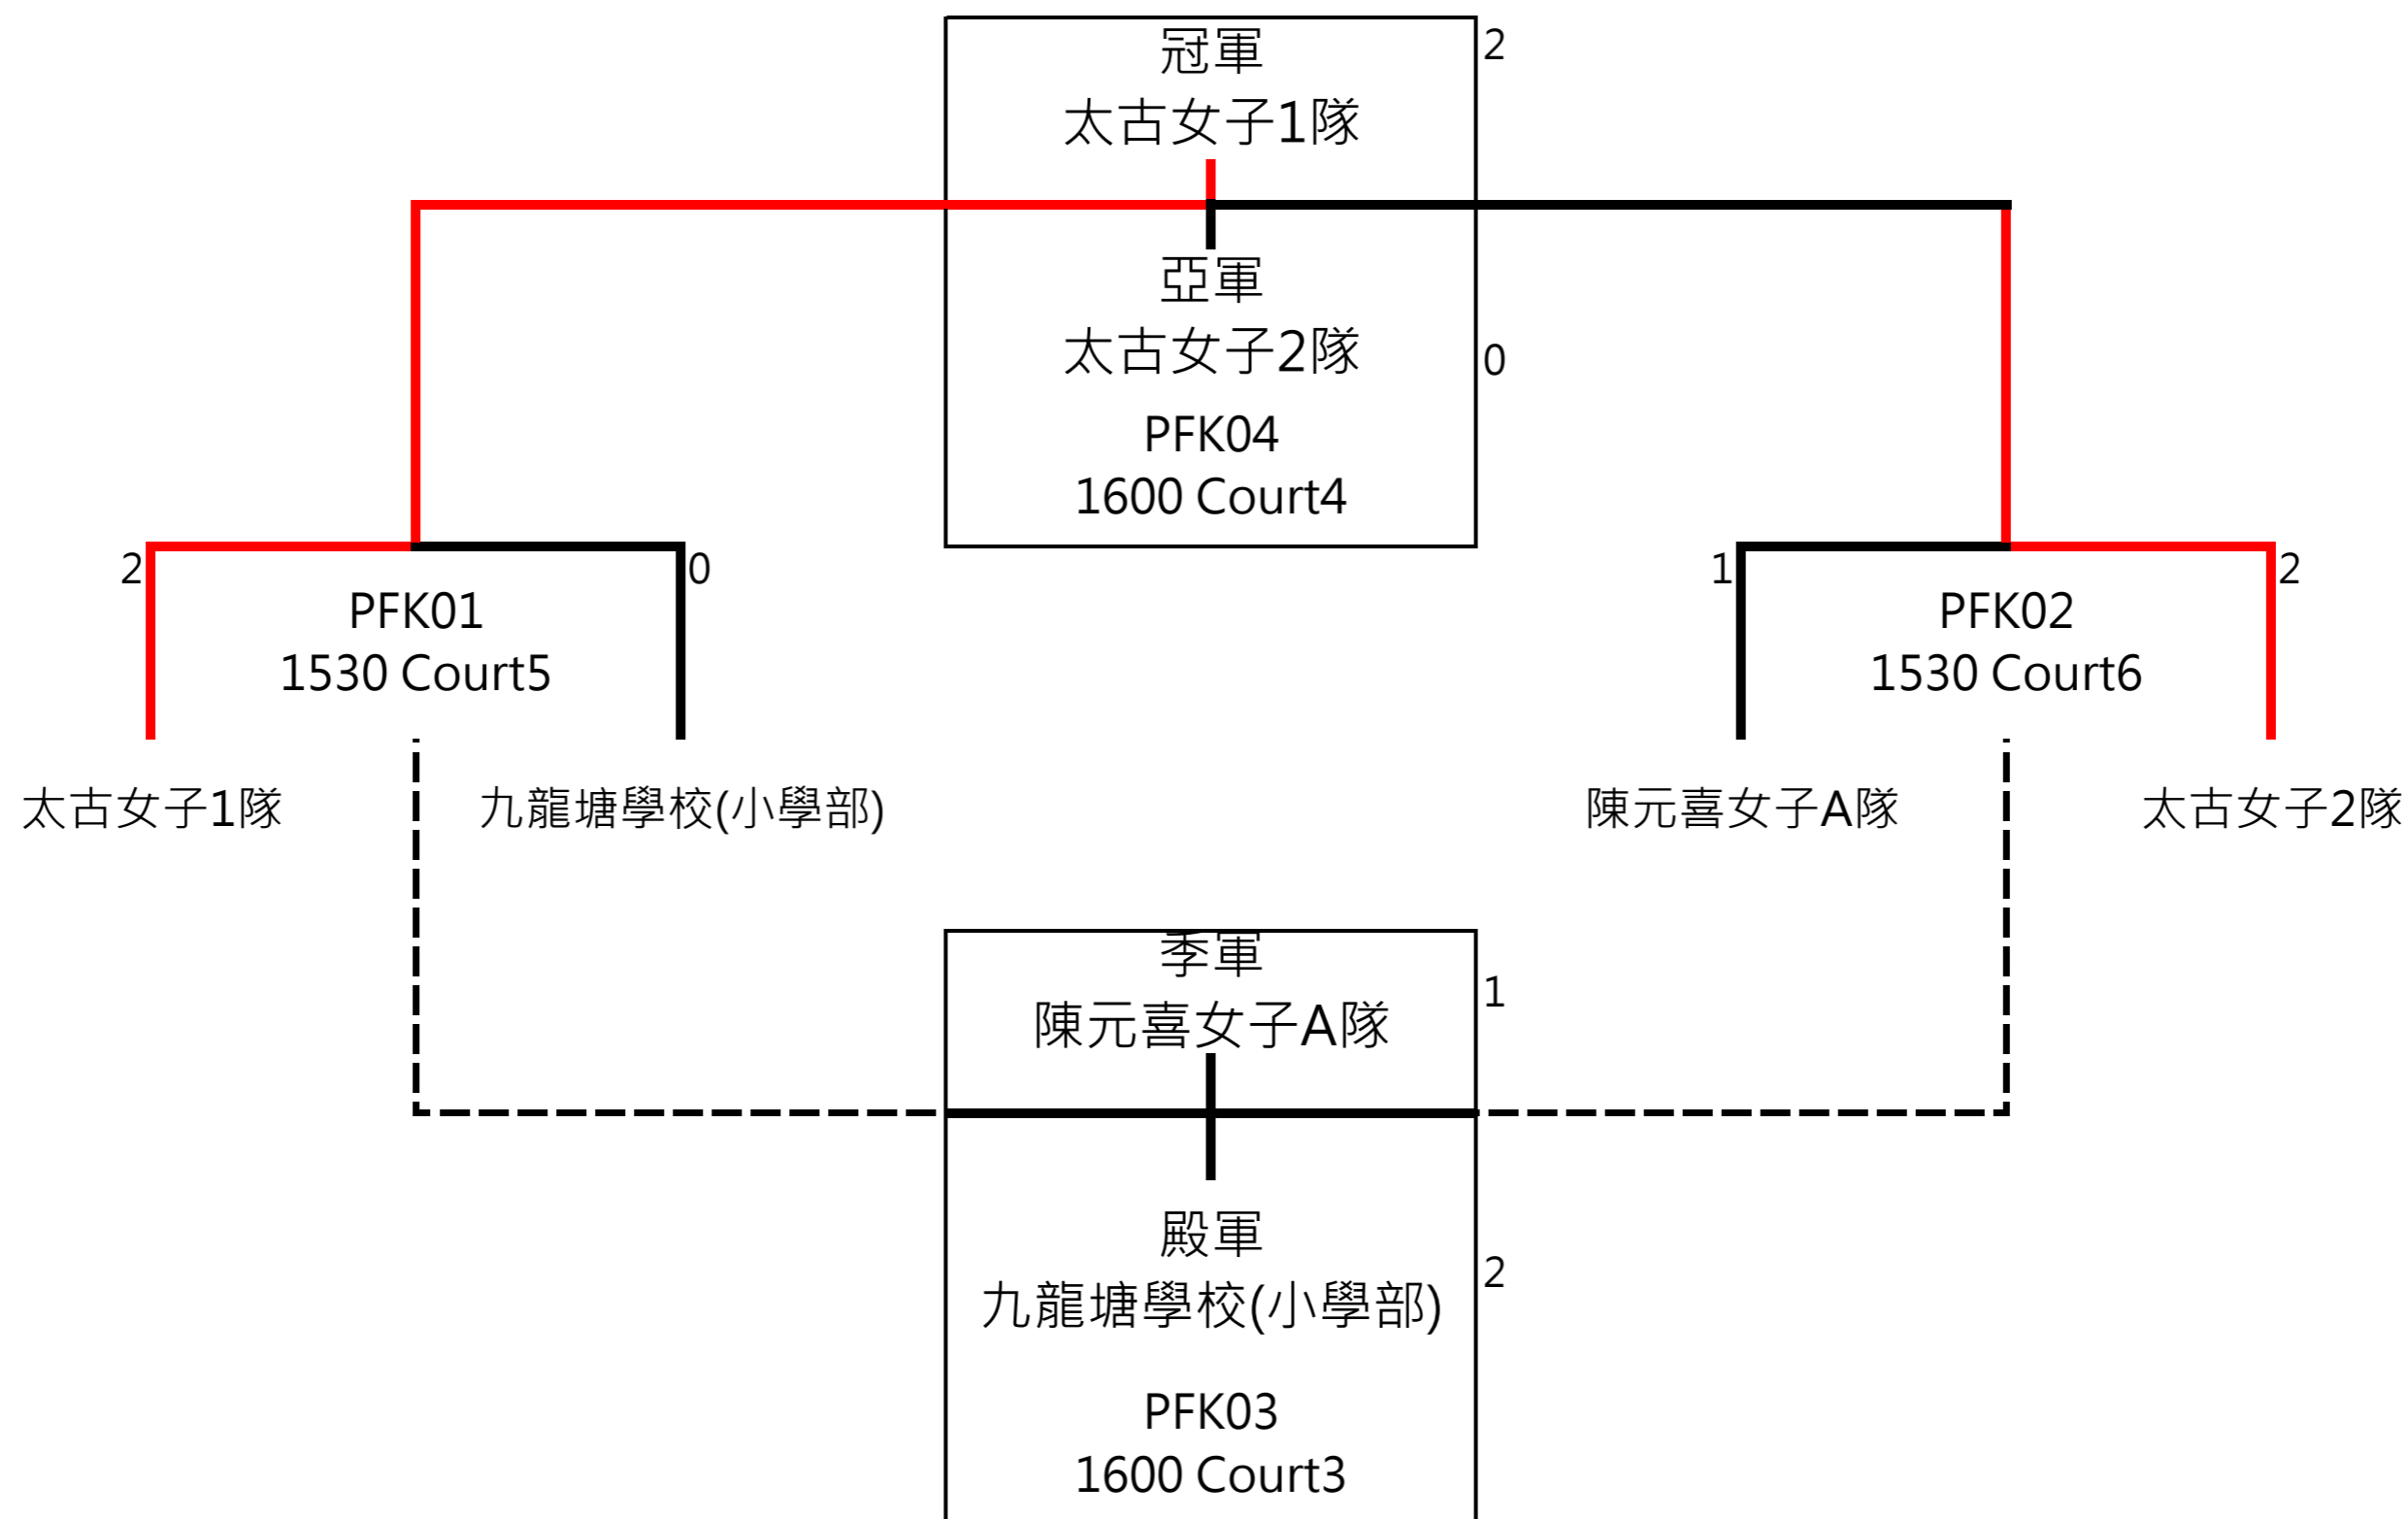 冠軍
2
太古女子1隊
亞軍
太古女子2隊
0
PFK04
1600 Court4
2
0
PFK01
1530 Court5
1
2
PFK02
1530 Court6
太古女子1隊
九龍塘學校(小學部)
陳元喜女子A隊
太古女子2隊
季軍
1
陳元喜女子A隊
殿軍
2
九龍塘學校(小學部)
PFK03
1600 Court3